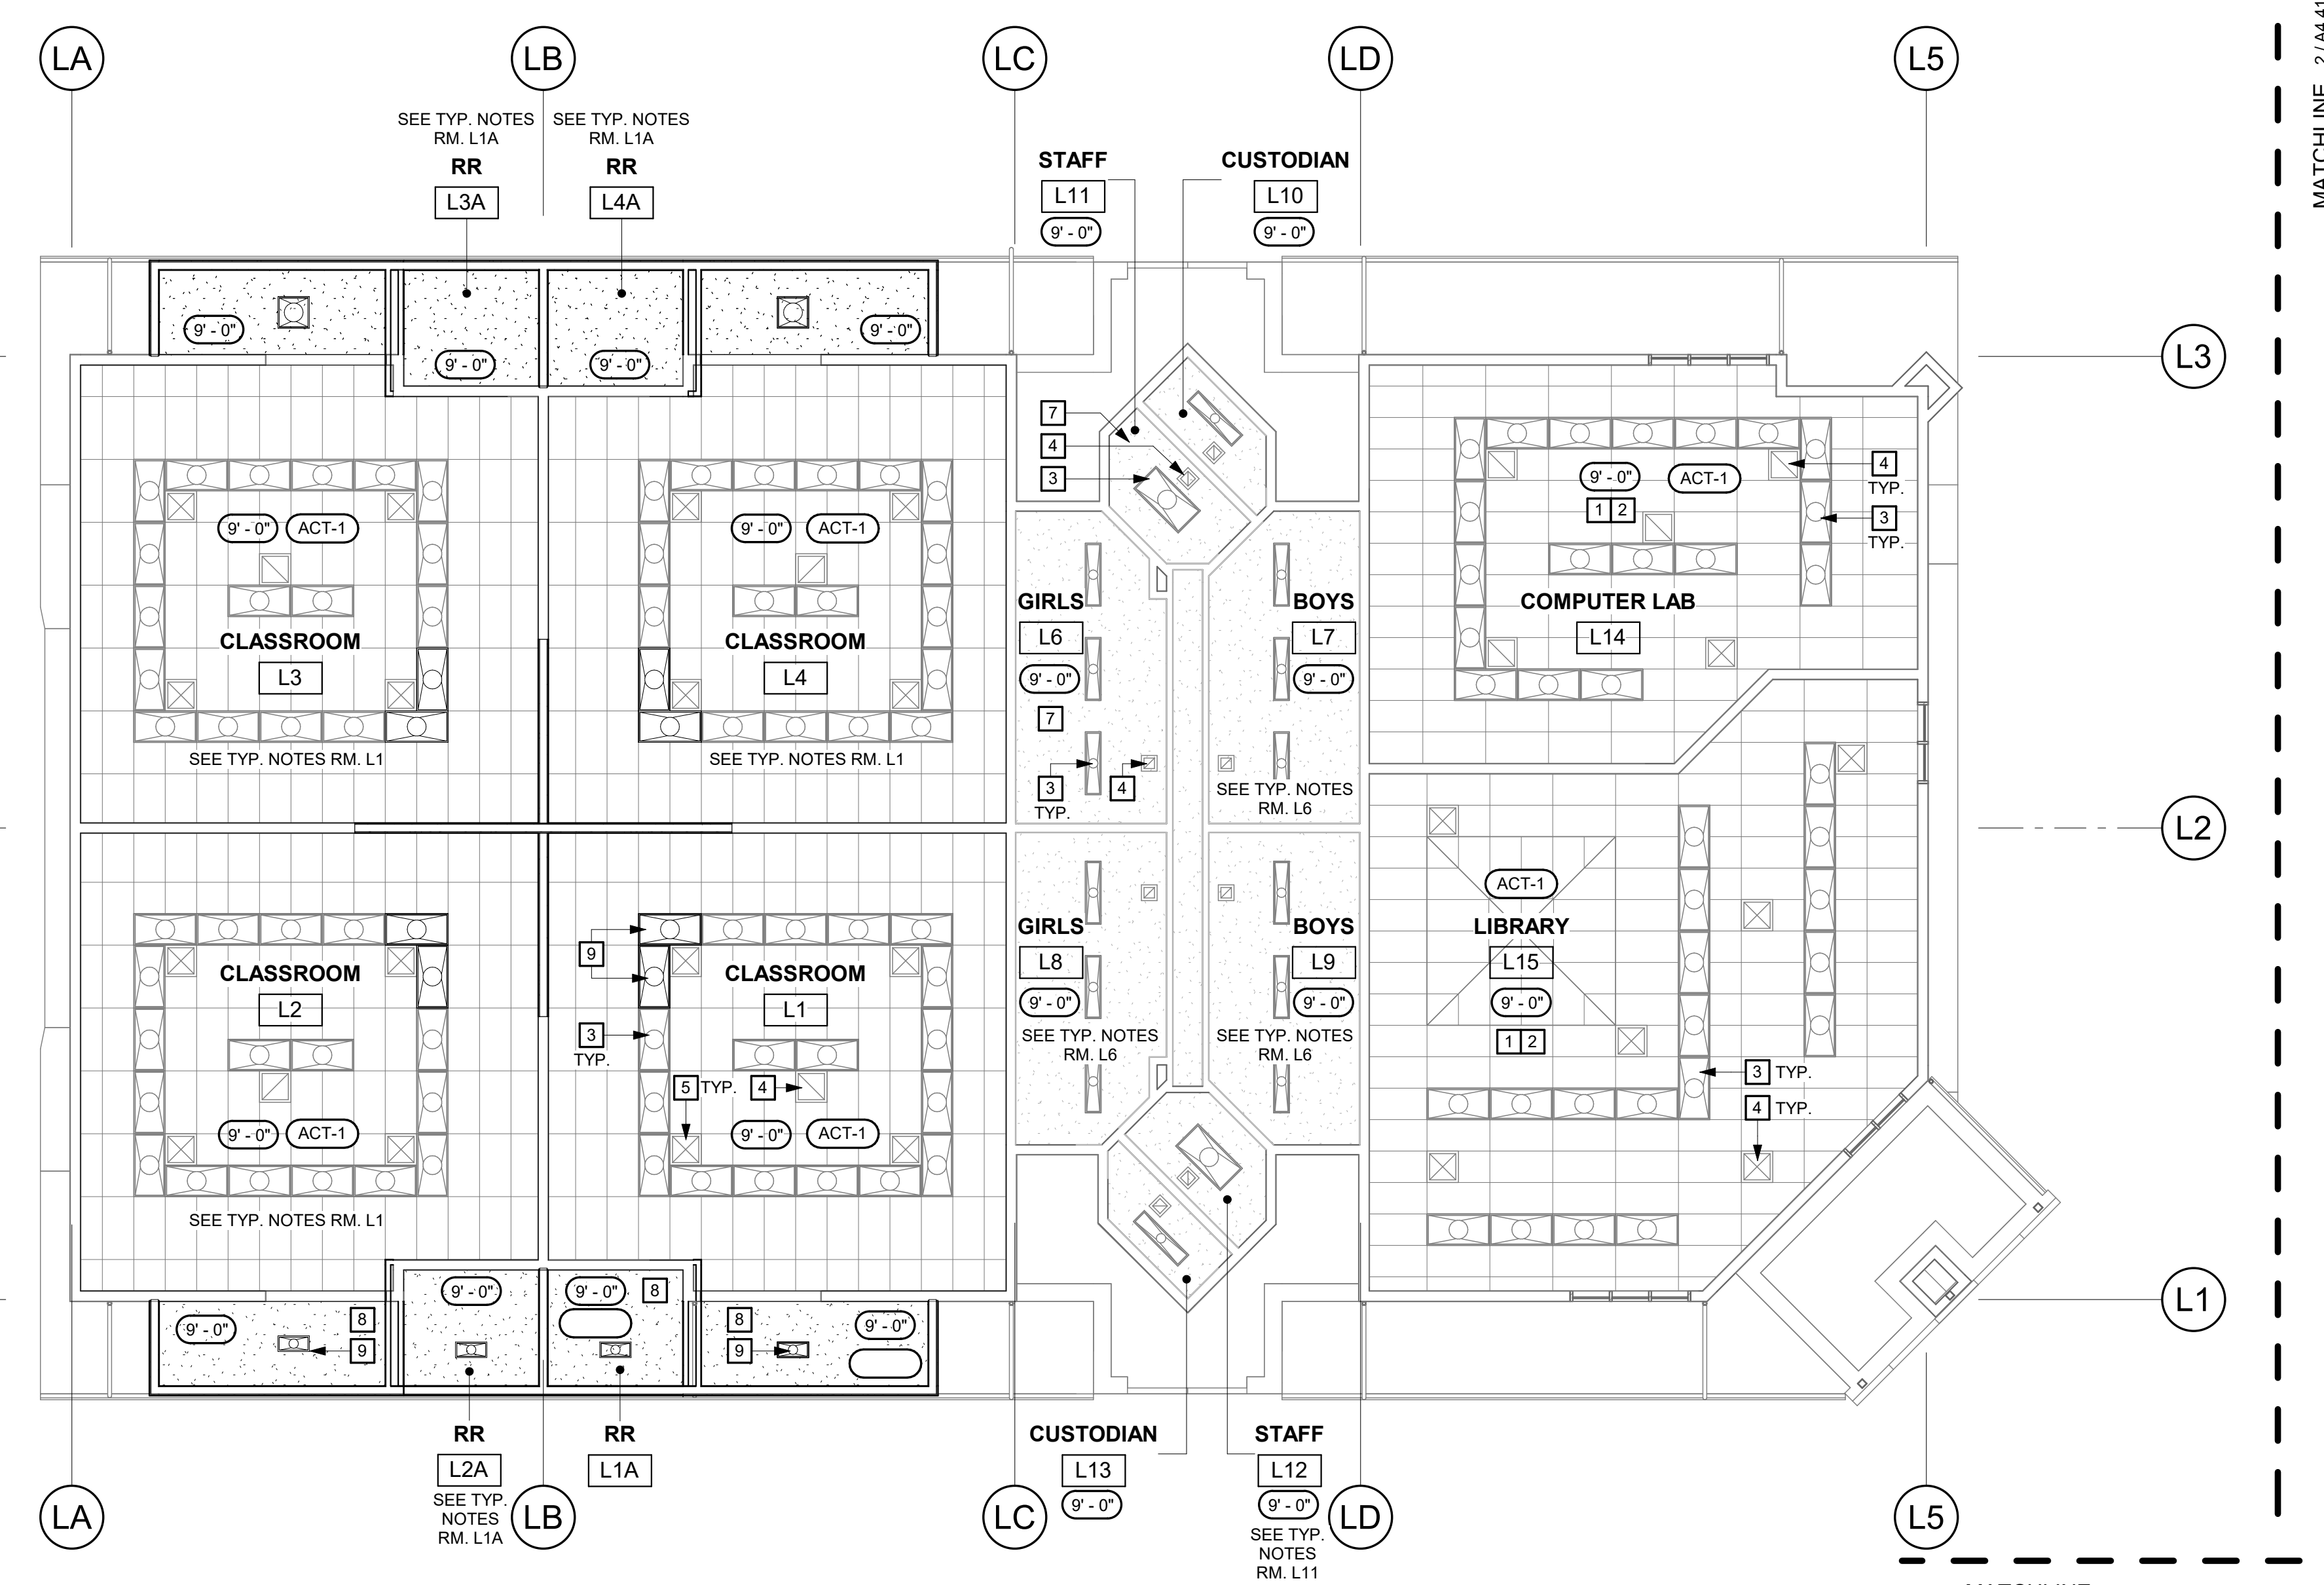 LA
LB
LC
LD
L5
MATCHLINE 2 / A4.41
SEE TYP. NOTES
RM. L1A
RR
L3A
SEE TYP. NOTES
RM. L1A
RR
L4A
STAFF
L11
9' - 0"
CUSTODIAN
L10
9' - 0"
9' - 0"
9' - 0"
9' - 0"
9' - 0"
L3
7
4
3
9' - 0" ACT-1
CLASSROOM
L3
SEE TYP. NOTES RM. L1
9' - 0" ACT-1
CLASSROOM
L4
SEE TYP. NOTES RM. L1
GIRLS
L6
9' - 0"
7
3
TYP.
4
BOYS
L7
9' - 0"
SEE TYP. NOTES
RM. L6
9' - 0" ACT-1
1 2
4
TYP.
3
TYP.
COMPUTER LAB
L14
L2
CLASSROOM
L2
9' - 0" ACT-1
SEE TYP. NOTES RM. L1
9
3
TYP.
CLASSROOM
L1
5 TYP. 4
9' - 0" ACT-1
GIRLS
L8
9' - 0"
SEE TYP. NOTES
RM. L6
BOYS
L9
9' - 0"
SEE TYP. NOTES
RM. L6
ACT-1
LIBRARY
L15
9' - 0"
1 2
3 TYP.
4 TYP.
9' - 0"
8
9
9' - 0"
9' - 0" 8
8
9
9' - 0"
L1
RR
L2A
SEE TYP.
NOTES
RM. L1A
RR
L1A
CUSTODIAN
L13
9' - 0"
STAFF
L12
9' - 0"
SEE TYP.
NOTES
RM. L11
LA
LB
LC
LD
L5